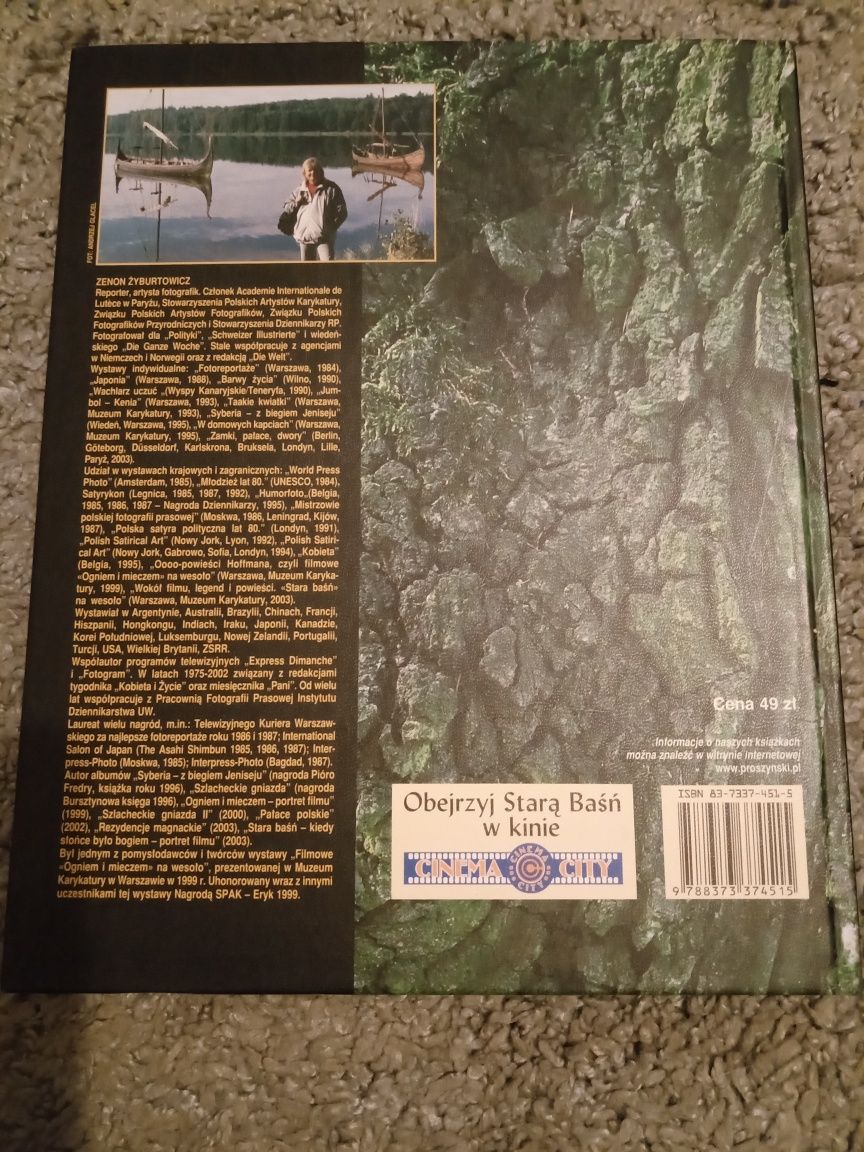 FOT. ANDRZEJ GLACEL
ZENON ŻYBURTOWICZ
Reporter, artysta fotografik. Członek Academie Internationale de
Lutèce w Paryżu, Stowarzyszenia Polskich Artystów Karykatury,
Związku Polskich Artystów Fotografików, Związku Polskich
Fotografików Przyrodniczych i Stowarzyszenia Dziennikarzy RP.
Fotografował dla „Polityki”, „Schweizer Illustrierte” i wiedeń-
skiego „Die Ganze Woche”. Stale współpracuje z agencjami
w Niemczech i Norwegii oraz z redakcją „Die Welt”.
Wystawy indywidualne: „Fotoreportaże” (Warszawa, 1984),
„Japonia” (Warszawa, 1988), „Barwy życia” (Wilno, 1990),
„Wachlarz uczuć „(Wyspy Kanaryjskie/Teneryfa, 1990), „Jum-
bol – Kenia” (Warszawa, 1993), „Taakie kwiatki” (Warszawa,
Muzeum Karykatury, 1993), „Syberia – z biegiem Jeniseju”
(Wiedeń, Warszawa, 1995), „W domowych kapciach” (Warszawa,
Muzeum Karykatury, 1995), „Zamki, pałace, dwory” (Berlin,
Göteborg, Düsseldorf, Karlskrona, Bruksela, Londyn, Lille,
Paryż, 2003).
Udział w wystawach krajowych i zagranicznych: „World Press
Photo” (Amsterdam, 1985), „Młodzież lat 80.” (UNESCO, 1984),
Satyrykon (Legnica, 1985, 1987, 1992), „Humorfoto„(Belgia,
1985, 1986, 1987 – Nagroda Dziennikarzy, 1995), „Mistrzowie
polskiej fotografii prasowej” (Moskwa, 1986, Leningrad, Kijów,
1987), „Polska satyra polityczna lat 80.” (Londyn, 1991),
„Polish Satirical Art” (Nowy Jork, Lyon, 1992), „Polish Satiri-
cal Art” (Nowy Jork, Gabrowo, Sofia, Londyn, 1994), „Kobieta”
(Belgia, 1995), „Oooo-powieści Hoffmana, czyli filmowe
«Ogniem i mieczem» na wesoło” (Warszawa, Muzeum Karyka-
tury, 1999), „Wokół filmu, legend i powieści. «Stara baśń»
na wesoło” (Warszawa, Muzeum Karykatury, 2003).
Wystawiał w Argentynie, Australii, Brazylii, Chinach, Francji,
Hiszpanii, Hongkongu, Indiach, Iraku, Japonii, Kanadzie,
Korei Południowej, Luksemburgu, Nowej Zelandii, Portugalii,
Turcji, USA, Wielkiej Brytanii, ZSRR.
Współautor programów telewizyjnych „Express Dimanche”
i „Fotogram”. W latach 1975-2002 związany z redakcjami
tygodnika „Kobieta i Życie” oraz miesięcznika „Pani”. Od wielu
lat współpracuje z Pracownią Fotografii Prasowej Instytutu
Dziennikarstwa UW.
Laureat wielu nagród, m.in.: Telewizyjnego Kuriera Warszaw-
skiego za najlepsze fotoreportaże roku 1986 i 1987; International
Salon of Japan (The Asahi Shimbun 1985, 1986, 1987); Inter-
press-Photo (Moskwa, 1985); Interpress-Photo (Bagdad, 1987).
Autor albumów „Syberia – z biegiem Jeniseju” (nagroda Pióro
Fredry, książka roku 1996), „Szlacheckie gniazda” (nagroda
Bursztynowa księga 1996), „Ogniem i mieczem – portret filmu”
(1999), „Szlacheckie gniazda II” (2000), „Pałace polskie”
(2002), „Rezydencje magnackie” (2003), „Stara baśń – kiedy
słońce było bogiem – portret filmu” (2003).
Był jednym z pomysłodawców i twórców wystawy „Filmowe
«Ogniem i mieczem» na wesoło”, prezentowanej w Muzeum
Karykatury w Warszawie w 1999 r. Uhonorowany wraz z innymi
uczestnikami tej wystawy Nagrodą SPAK – Eryk 1999.
Cena 49 zł
Informacje o naszych książkach
można znaleźć w witrynie internetowej
www.proszynski.pl
Obejrzyj Starą Baśń
w kinie
CINEMA CINEMA CITY CITY
ISBN 83-7337-451-5
9 788373 374515